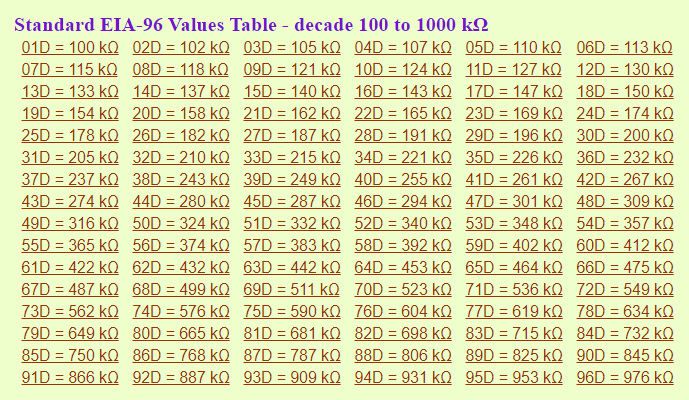 Standard EIA-96 Values Table - decade 100 to 1000 kΩ
01D = 100 kΩ 02D = 102 kΩ 03D = 105 kΩ 04D = 107 kΩ 05D = 110 kΩ 06D = 113 kΩ
07D = 115 kΩ 08D = 118 kΩ 09D = 121 kΩ 10D = 124 kΩ 11D = 127 kΩ 12D = 130 kΩ
13D = 133 kΩ 14D = 137 kΩ 15D = 140 kΩ 16D = 143 kΩ 17D = 147 kΩ 18D = 150 kΩ
19D = 154 kΩ 20D = 158 kΩ 21D = 162 kΩ 22D = 165 kΩ 23D = 169 kΩ 24D = 174 kΩ
25D = 178 kΩ 26D = 182 kΩ 27D = 187 kΩ 28D = 191 kΩ 29D = 196 kΩ 30D = 200 kΩ
31D = 205 kΩ 32D = 210 kΩ 33D = 215 kΩ 34D = 221 kΩ 35D = 226 kΩ 36D = 232 kΩ
37D = 237 kΩ 38D = 243 kΩ 39D = 249 kΩ 40D = 255 kΩ 41D = 261 kΩ 42D = 267 kΩ
43D = 274 kΩ 44D = 280 kΩ 45D = 287 kΩ 46D = 294 kΩ 47D = 301 kΩ 48D = 309 kΩ
49D = 316 kΩ 50D = 324 kΩ 51D = 332 kΩ 52D = 340 kΩ 53D = 348 kΩ 54D = 357 kΩ
55D = 365 kΩ 56D = 374 kΩ 57D = 383 kΩ 58D = 392 kΩ 59D = 402 kΩ 60D = 412 kΩ
61D = 422 kΩ 62D = 432 kΩ 63D = 442 kΩ 64D = 453 kΩ 65D = 464 kΩ 66D = 475 kΩ
67D = 487 kΩ 68D = 499 kΩ 69D = 511 kΩ 70D = 523 kΩ 71D = 536 kΩ 72D = 549 kΩ
73D = 562 kΩ 74D = 576 kΩ 75D = 590 kΩ 76D = 604 kΩ 77D = 619 kΩ 78D = 634 kΩ
79D = 649 kΩ 80D = 665 kΩ 81D = 681 kΩ 82D = 698 kΩ 83D = 715 kΩ 84D = 732 kΩ
85D = 750 kΩ 86D = 768 kΩ 87D = 787 kΩ 88D = 806 kΩ 89D = 825 kΩ 90D = 845 kΩ
91D = 866 kΩ 92D = 887 kΩ 93D = 909 kΩ 94D = 931 kΩ 95D = 953 kΩ 96D = 976 kΩ